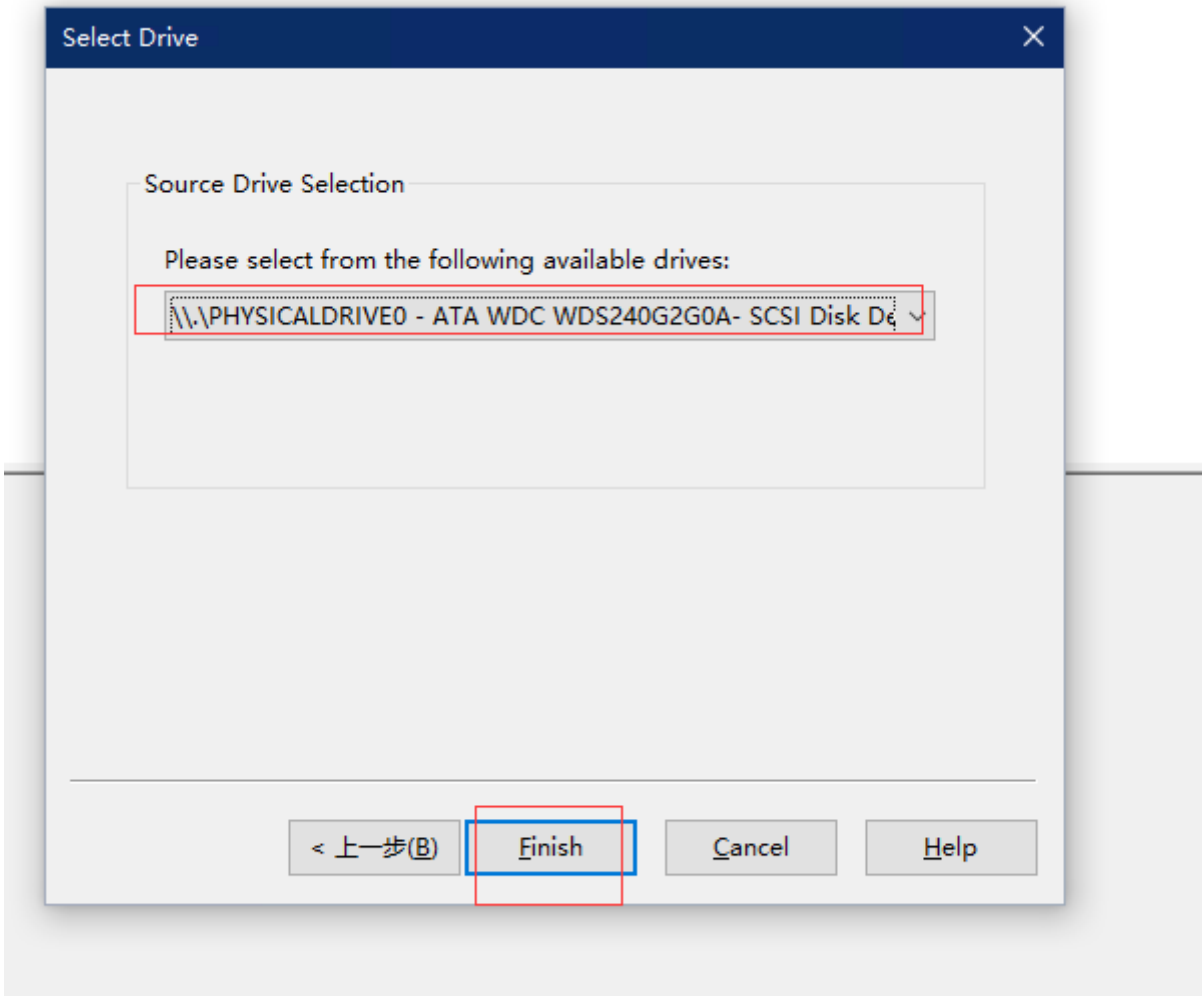 Select Drive
Source Drive Selection
Please select from the following available drives:
\\.\PHYSICALDRIVE0 - ATA WDC WDS240G2G0A- SCSI Disk De
< 上一步(B)
Finish
Cancel
Help